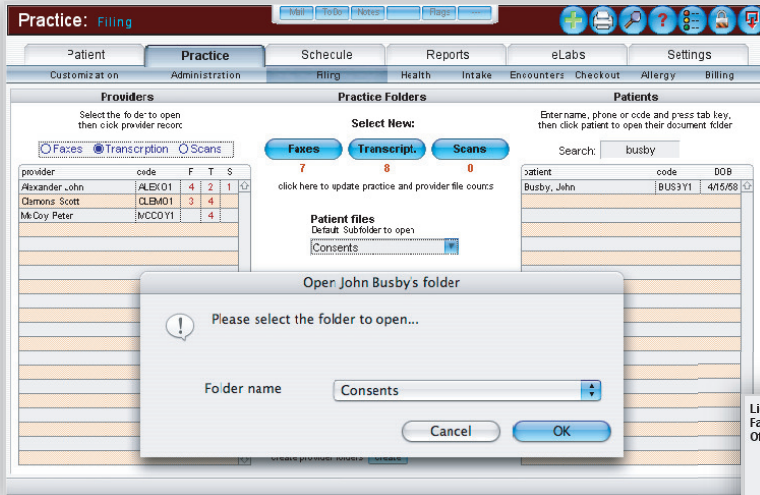 Practice: Filing
Mail ToDo Notes Flags ---
Patient Practice Schedule Reports eLabs Settings
Customization Administration Filing Health Intake Encounters Checkout Allergy Billing
Providers
Select the folder to open
then click provider record
Faxes Transcription Scans
provider code F T S
Alexander John ALEX01 4 2 1
Clemons Scott CLEM01 3 4
McCoy Peter MCCOY1 4
Practice Folders
Select New:
Faxes Transcript. Scans
7 8 0
click here to update practice and provider file counts
Patient files
Default Subfolder to open
Consents
Patients
Enter name, phone or code and press tab key,
then click patient to open their document folder
Search: busby
patient code DOB
Busby, John BUSBY1 4/15/58
Open John Busby's folder
Please select the folder to open...
Folder name Consents
Cancel OK
create provider folders create